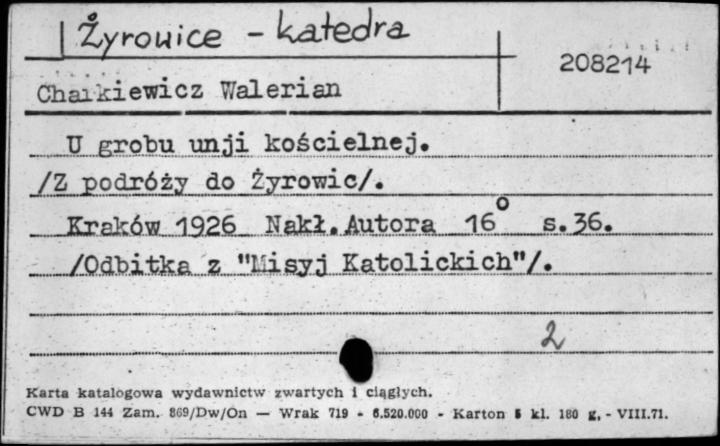 Żyrowice - katedra
208214
Charkiewicz Walerian
U grobu unji kościelnej.
/Z podróży do Żyrowic/.
Kraków 1926 Nakł. Autora 16° s. 36.
/Odbitka z "Misyj Katolickich"/.
2
Karta katalogowa wydawnictw zwartych i ciągłych.
CWD B 144 Zam. 869/Dw/On — Wrak 719 - 6.520.000 - Karton kl. 180 g. - VIII.71.